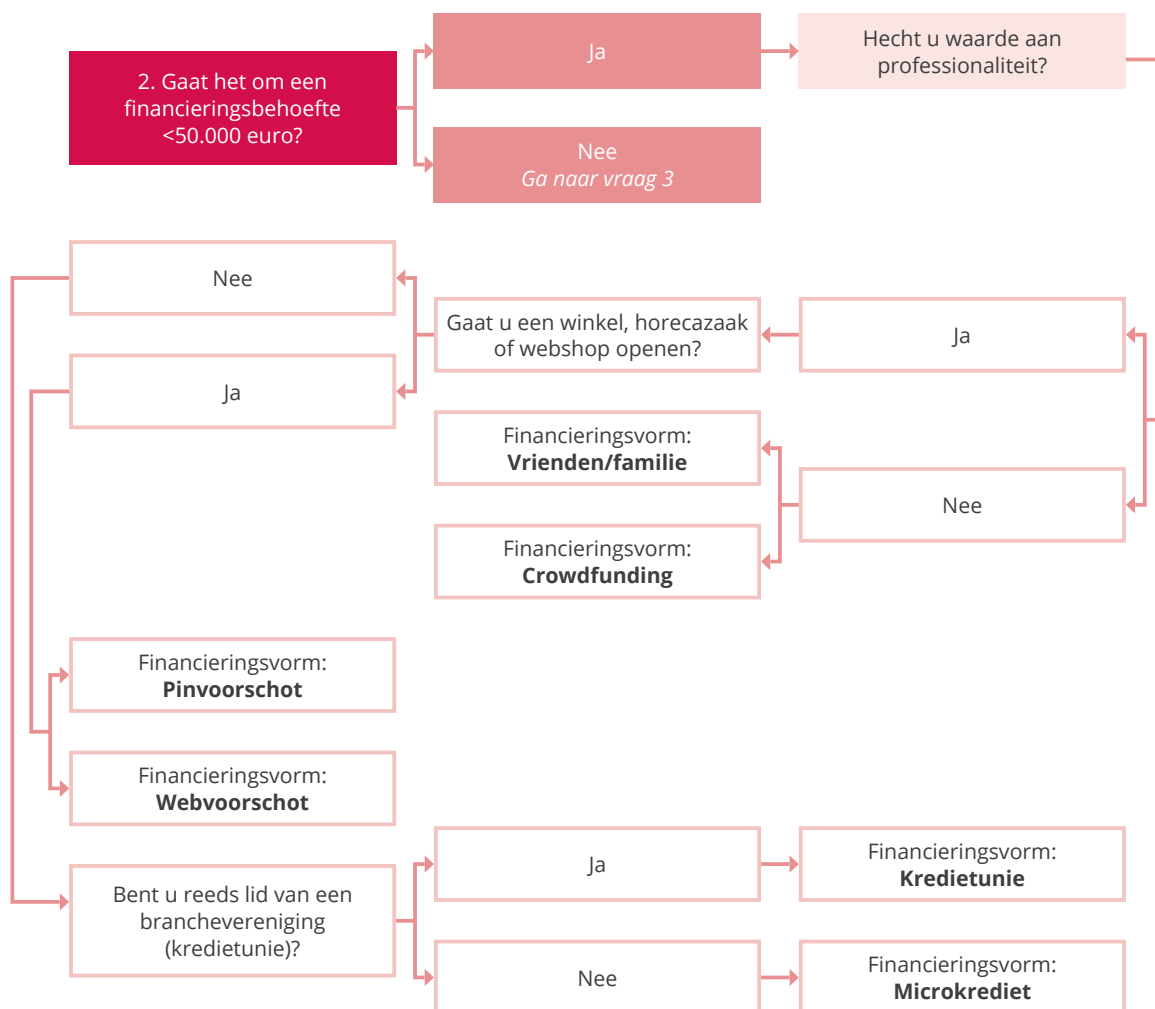 2. Gaat het om een
financieringsbehoefte
<50.000 euro?
Ja
Nee
Ga naar vraag 3
Hecht u waarde aan
professionaliteit?
Nee
Ja
Gaat u een winkel, horecazaak
of webshop openen?
Ja
Financieringsvorm:
Vrienden/familie
Nee
Financieringsvorm:
Crowdfunding
Financieringsvorm:
Pinvoorschot
Financieringsvorm:
Webvoorschot
Bent u reeds lid van een
branchevereniging
(kredietunie)?
Ja
Financieringsvorm:
Kredietunie
Nee
Financieringsvorm:
Microkrediet